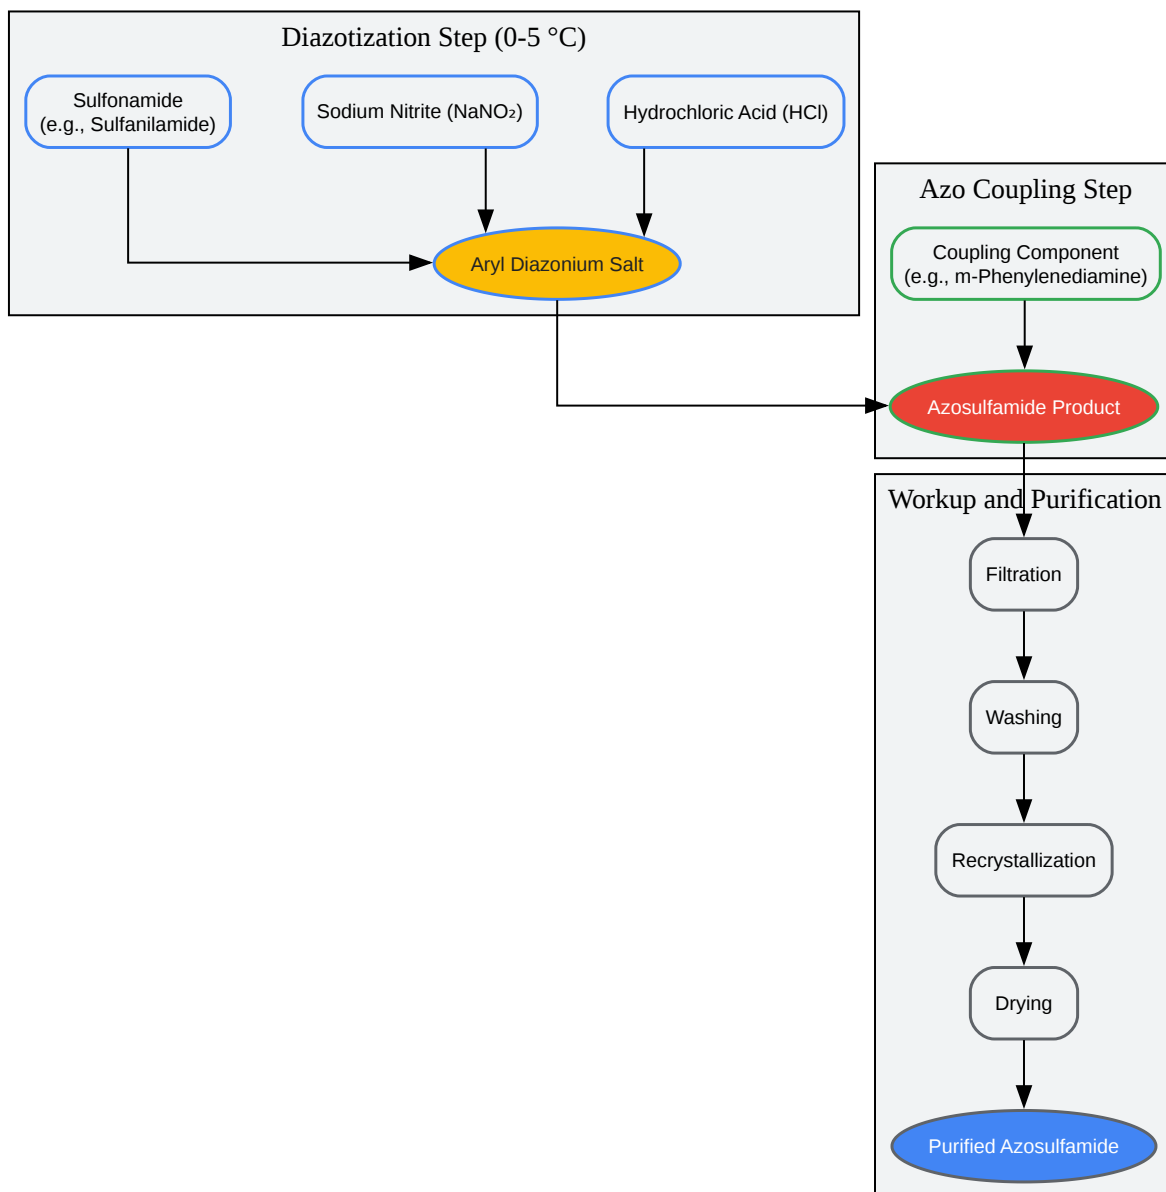 Diazotization Step (0-5 °C)
Sulfonamide
(e.g., Sulfanilamide)
Sodium Nitrite (NaNO₂)
Hydrochloric Acid (HCl)
Aryl Diazonium Salt
Azo Coupling Step
Coupling Component
(e.g., m-Phenylenediamine)
Azosulfamide Product
Workup and Purification
Filtration
Washing
Recrystallization
Drying
Purified Azosulfamide